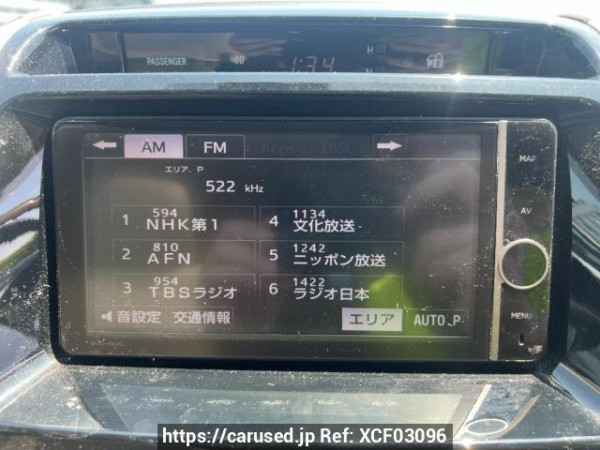 PASSENGER
1:34
H
AM FM DISC
MAP
エリア. P
522 kHz
AV
1 594 NHK第1
4 1134 文化放送
2 810 AFN
5 1242 ニッポン放送
3 954 TBSラジオ
6 1422 ラジオ日本
音設定 交通情報 エリア AUTO.P
MENU
https://carused.jp Ref: XCF03096